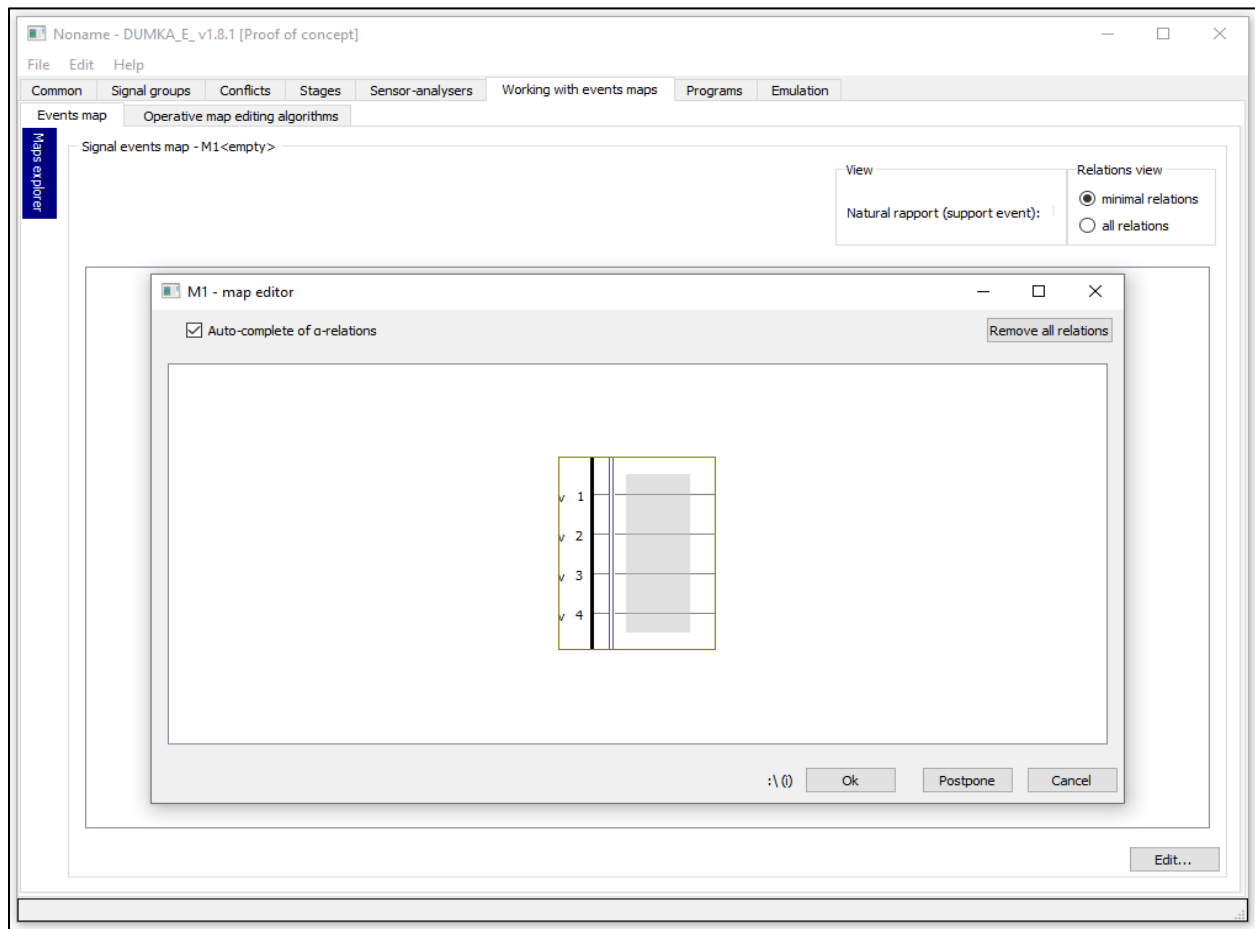 Noname - DUMKA_E_ v1.8.1 [Proof of concept]
File Edit Help
Common Signal groups Conflicts Stages Sensor-analysers Working with events maps Programs Emulation
Events map Operative map editing algorithms
Maps explorer
Signal events map - M1<empty>
View
Natural rapport (support event):
Relations view
minimal relations
all relations
M1 - map editor
Auto-complete of α-relations
Remove all relations
v 1
v 2
v 3
v 4
:\ (i) Ok Postpone Cancel
Edit...